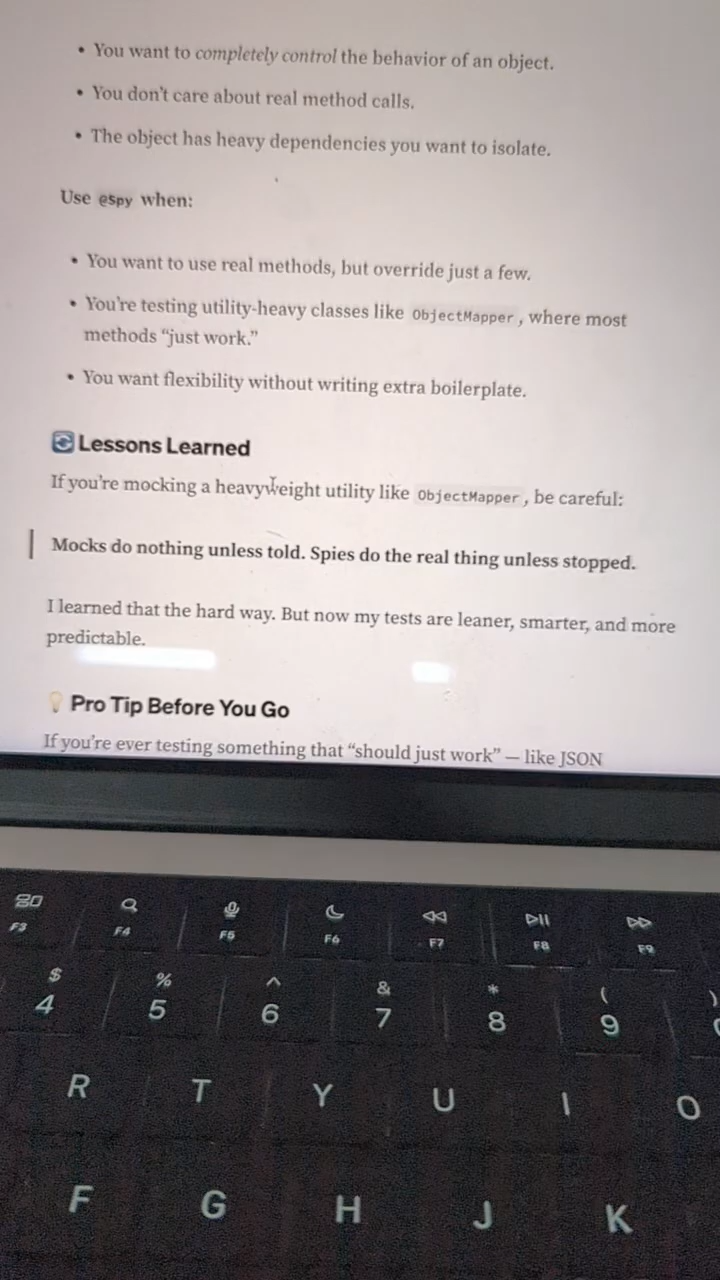 • You want to completely control the behavior of an object.
• You don't care about real method calls.
• The object has heavy dependencies you want to isolate.
Use @Spy when:
• You want to use real methods, but override just a few.
• You're testing utility-heavy classes like ObjectMapper, where most
methods “just work.”
• You want flexibility without writing extra boilerplate.
Lessons Learned
If you're mocking a heavyweight utility like ObjectMapper, be careful:
Mocks do nothing unless told. Spies do the real thing unless stopped.
I learned that the hard way. But now my tests are leaner, smarter, and more
predictable.
Pro Tip Before You Go
If you're ever testing something that “should just work” — like JSON
F3 F4 F5 F6 F7 F8 F9
$ % ^ & * ( )
4 5 6 7 8 9
R T Y U I O
F G H J K